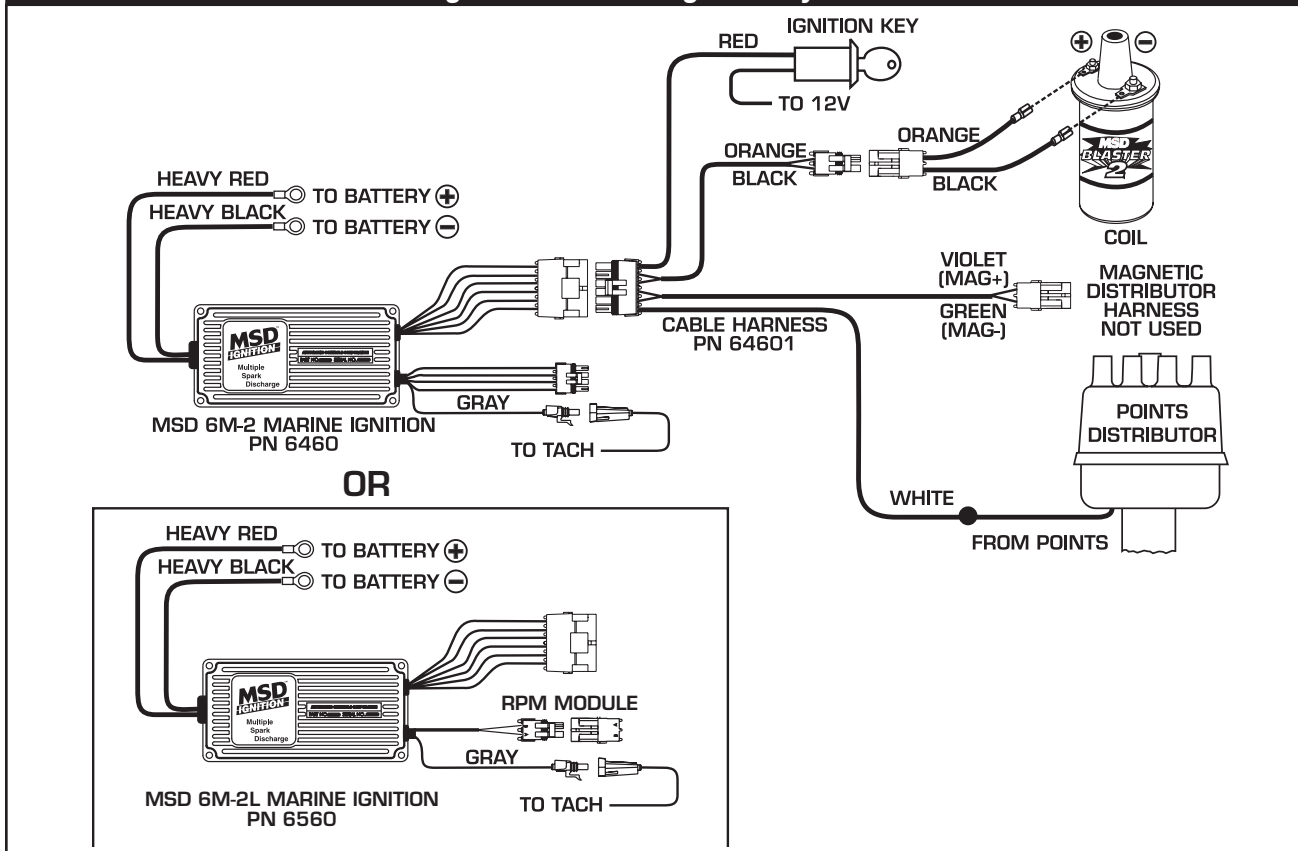 IGNITION KEY
RED
TO 12V
ORANGE
BLACK
ORANGE
BLACK
+
−
MSD
BLASTER
2
COIL
HEAVY RED
TO BATTERY +
HEAVY BLACK
TO BATTERY −
VIOLET
(MAG+)
GREEN
(MAG-)
MAGNETIC
DISTRIBUTOR
HARNESS
NOT USED
CABLE HARNESS
PN 64601
MSD
IGNITION
Multiple
Spark
Discharge
GRAY
TO TACH
MSD 6M-2 MARINE IGNITION
PN 6460
POINTS
DISTRIBUTOR
WHITE
FROM POINTS
OR
HEAVY RED
TO BATTERY +
HEAVY BLACK
TO BATTERY −
MSD
IGNITION
Multiple
Spark
Discharge
RPM MODULE
GRAY
TO TACH
MSD 6M-2L MARINE IGNITION
PN 6560